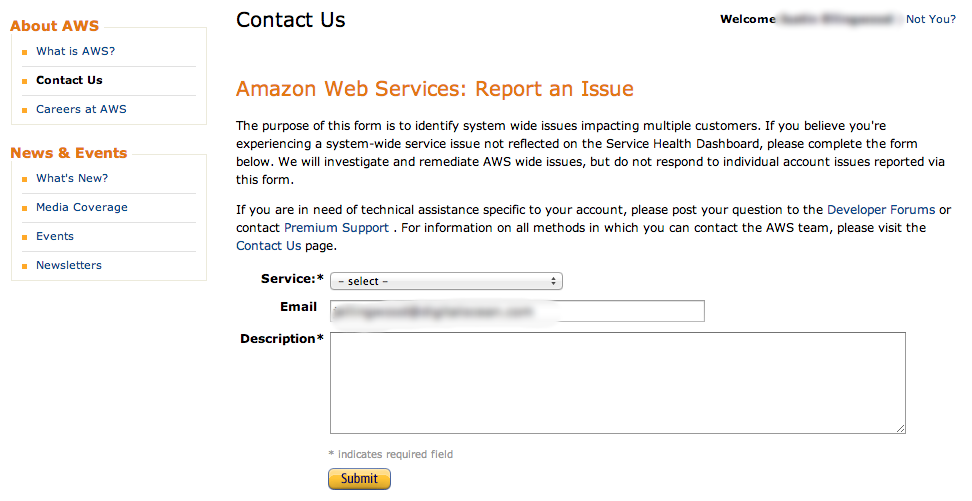 About AWS
What is AWS?
Contact Us
Careers at AWS
News & Events
What's New?
Media Coverage
Events
Newsletters
Contact Us
Welcome
Not You?
Amazon Web Services: Report an Issue
The purpose of this form is to identify system wide issues impacting multiple customers. If you believe you're
experiencing a system-wide service issue not reflected on the Service Health Dashboard, please complete the form
below. We will investigate and remediate AWS wide issues, but do not respond to individual account issues reported via
this form.
If you are in need of technical assistance specific to your account, please post your question to the Developer Forums or
contact Premium Support . For information on all methods in which you can contact the AWS team, please visit the
Contact Us page.
Service:* – select –
Email
Description*
* indicates required field
Submit